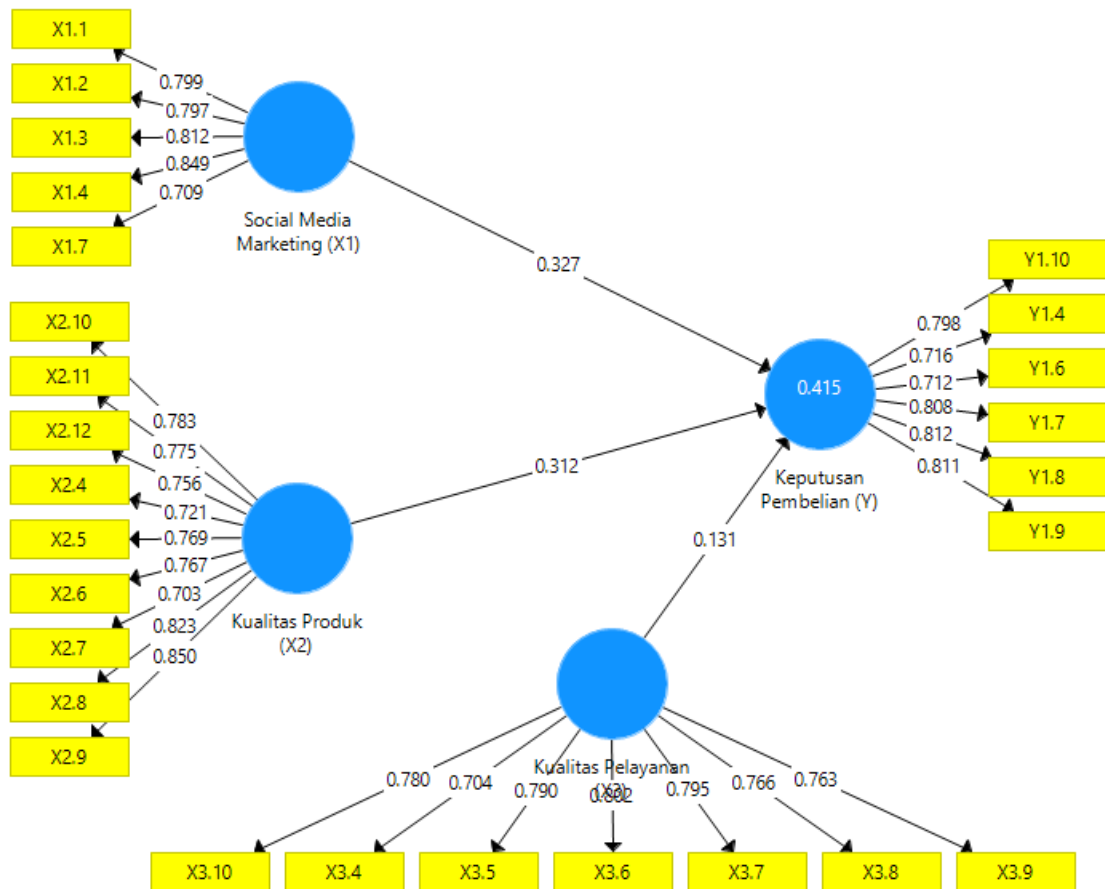 X1.1
X1.2
X1.3
X1.4
X1.7
0.799
0.797
0.812
0.849
0.709
Social Media
Marketing (X1)
0.327
X2.10
X2.11
X2.12
X2.4
X2.5
X2.6
X2.7
X2.8
X2.9
0.783
0.775
0.756
0.721
0.769
0.767
0.703
0.823
0.850
Kualitas Produk
(X2)
0.312
0.131
0.415
Keputusan
Pembelian (Y)
0.798
0.716
0.712
0.808
0.812
0.811
Y1.10
Y1.4
Y1.6
Y1.7
Y1.8
Y1.9
Kualitas Pelayanan
(X3)
0.780
0.704
0.790
0.802
0.795
0.766
0.763
X3.10
X3.4
X3.5
X3.6
X3.7
X3.8
X3.9